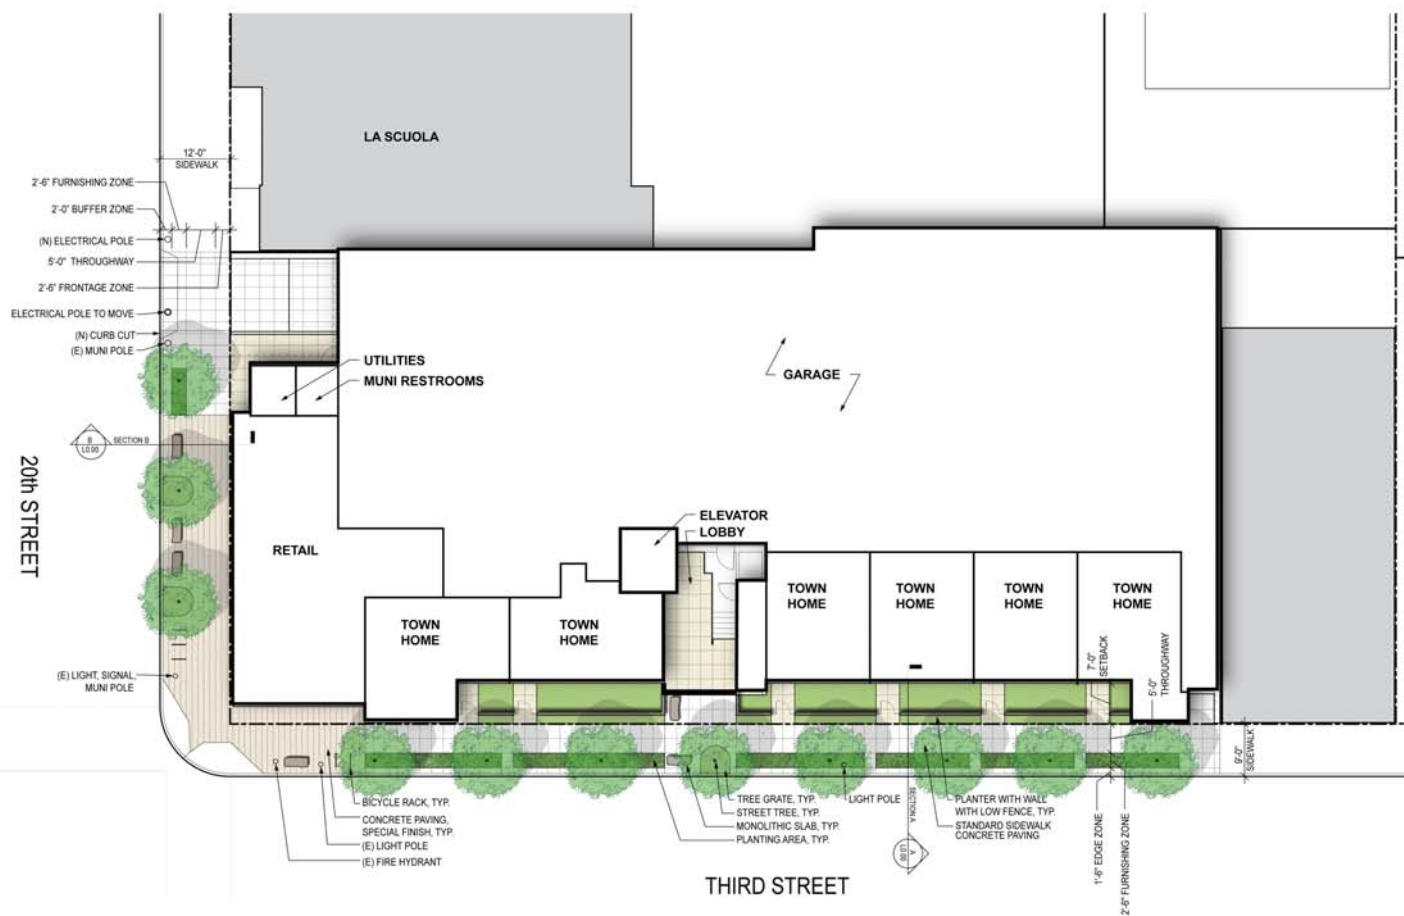 LA SCUOLA
12'-0"
SIDEWALK
2'-6" FURNISHING ZONE
2'-0" BUFFER ZONE
(N) ELECTRICAL POLE
5'-0" THROUGHWAY
2'-6" FRONTAGE ZONE
ELECTRICAL POLE TO MOVE
(N) CURB CUT
(E) MUNI POLE
UTILITIES
MUNI RESTROOMS
GARAGE
B
L0.00
SECTION B
20th STREET
RETAIL
ELEVATOR
LOBBY
TOWN
HOME
TOWN
HOME
TOWN
HOME
TOWN
HOME
TOWN
HOME
TOWN
HOME
7'-0"
SETBACK
5'-0"
THROUGHWAY
(E) LIGHT, SIGNAL,
MUNI POLE
9'-0"
SIDEWALK
BICYCLE RACK, TYP.
CONCRETE PAVING,
SPECIAL FINISH, TYP.
(E) LIGHT POLE
(E) FIRE HYDRANT
TREE GRATE, TYP.
STREET TREE, TYP.
MONOLITHIC SLAB, TYP.
PLANTING AREA, TYP.
LIGHT POLE
SECTION A
A
L0.00
PLANTER WITH WALL
WITH LOW FENCE, TYP.
STANDARD SIDEWALK
CONCRETE PAVING
1'-6" EDGE ZONE
2'-6" FURNISHING ZONE
THIRD STREET